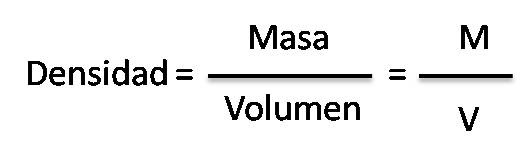 Masa M
Densidad = =
Volumen V